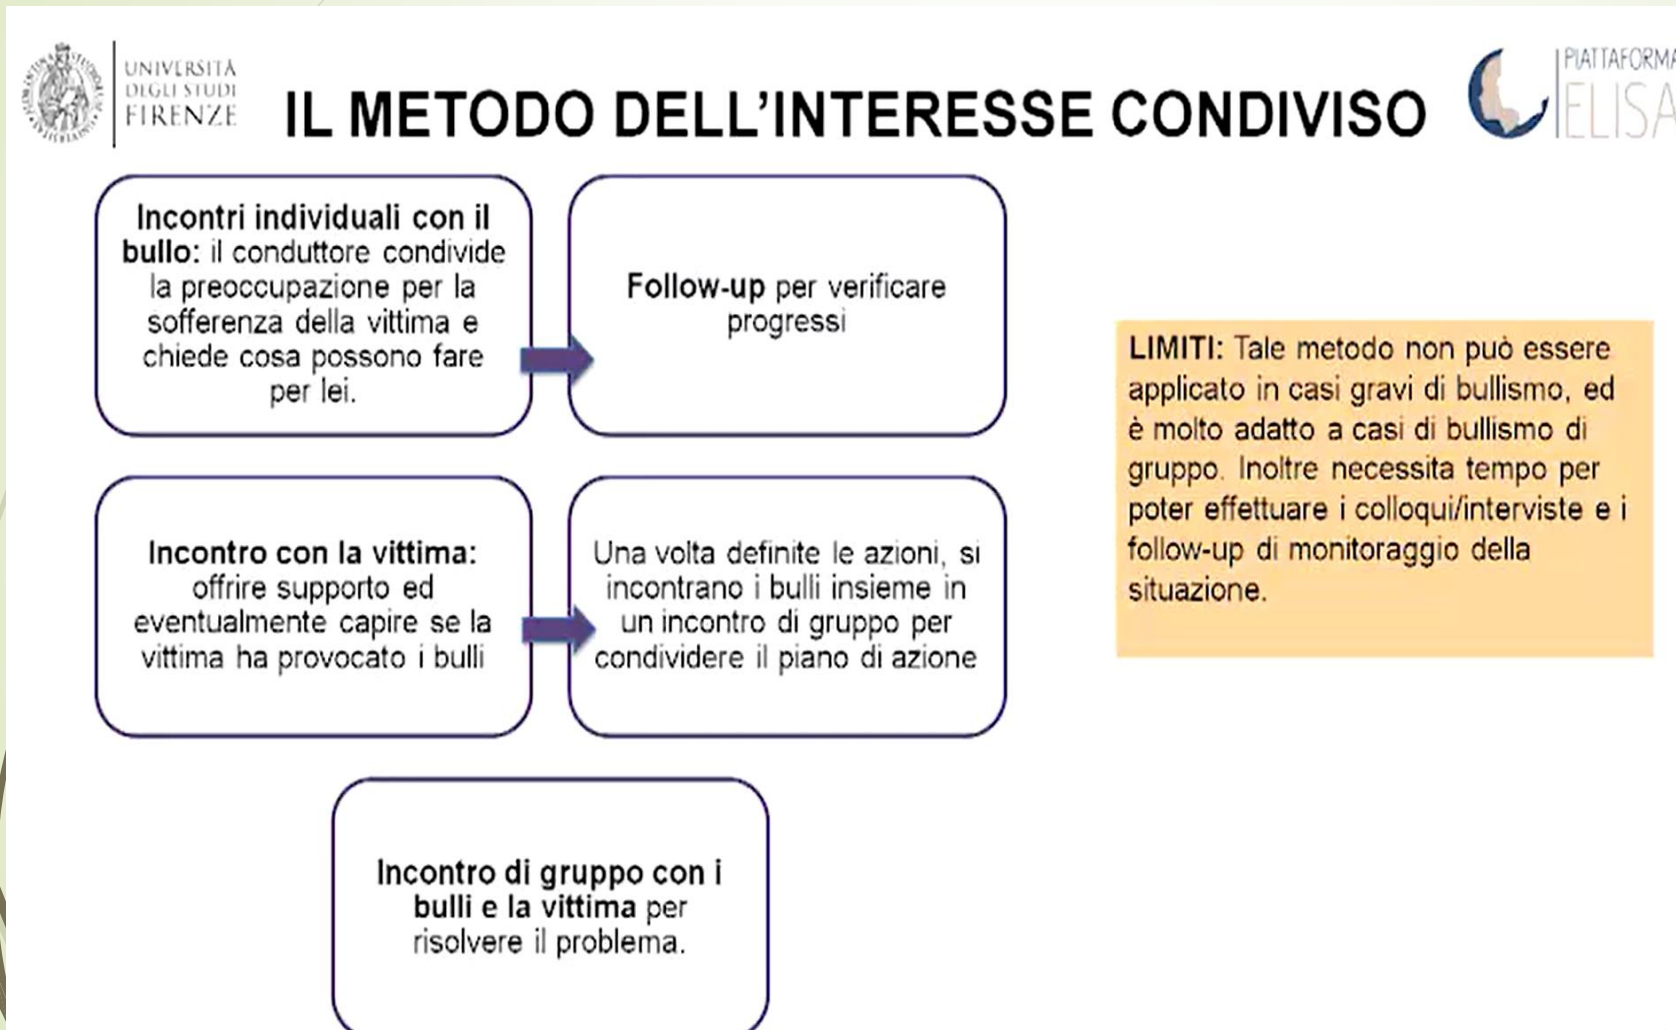 UNIVERSITÀ
DEGLI STUDI
FIRENZE
IL METODO DELL'INTERESSE CONDIVISO
PIATTAFORMA
ELISA
Incontri individuali con il
bullo: il conduttore condivide
la preoccupazione per la
sofferenza della vittima e
chiede cosa possono fare
per lei.
Follow-up per verificare
progressi
Incontro con la vittima:
offrire supporto ed
eventualmente capire se la
vittima ha provocato i bulli
Una volta definite le azioni, si
incontrano i bulli insieme in
un incontro di gruppo per
condividere il piano di azione
Incontro di gruppo con i
bulli e la vittima per
risolvere il problema.
LIMITI: Tale metodo non può essere
applicato in casi gravi di bullismo, ed
è molto adatto a casi di bullismo di
gruppo. Inoltre necessita tempo per
poter effettuare i colloqui/interviste e i
follow-up di monitoraggio della
situazione.